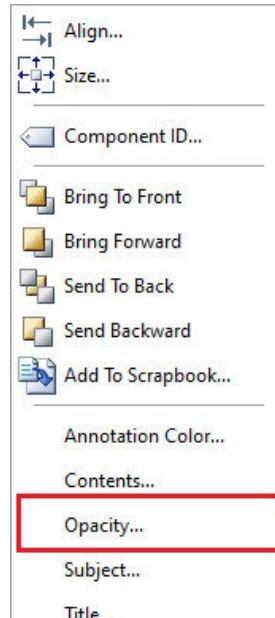 Align...
Size...
Component ID...
Bring To Front
Bring Forward
Send To Back
Send Backward
Add To Scrapbook...
Annotation Color...
Contents...
Opacity...
Subject...
Title...